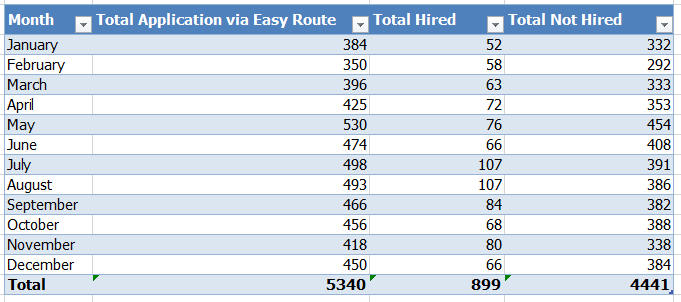 Month Total Application via Easy Route Total Hired Total Not Hired
January 384 52 332
February 350 58 292
March 396 63 333
April 425 72 353
May 530 76 454
June 474 66 408
July 498 107 391
August 493 107 386
September 466 84 382
October 456 68 388
November 418 80 338
December 450 66 384
Total 5340 899 4441